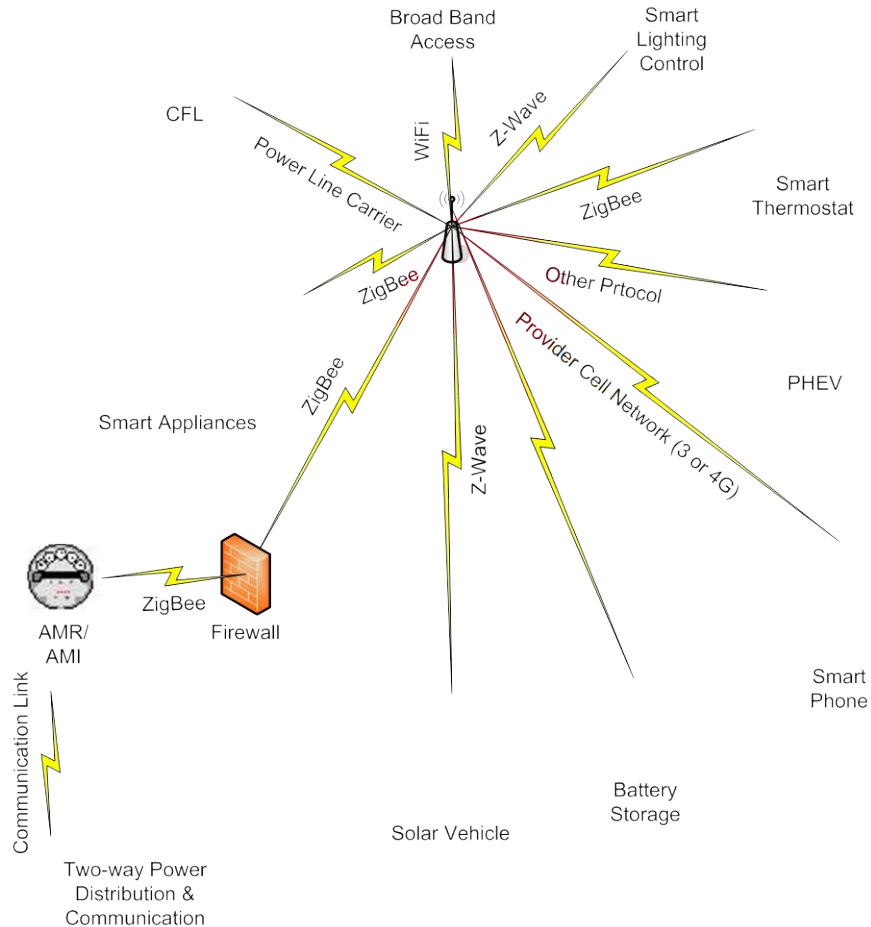 Broad Band
Access
Smart
Lighting
Control
CFL
WiFi
Z-Wave
Power Line Carrier
ZigBee
Smart
Thermostat
ZigBee
Other Prtocol
Provider Cell Network (3 or 4G)
PHEV
ZigBee
Smart Appliances
Z-Wave
ZigBee
Firewall
AMR/
AMI
Communication Link
Smart
Phone
Battery
Storage
Solar Vehicle
Two-way Power
Distribution &
Communication